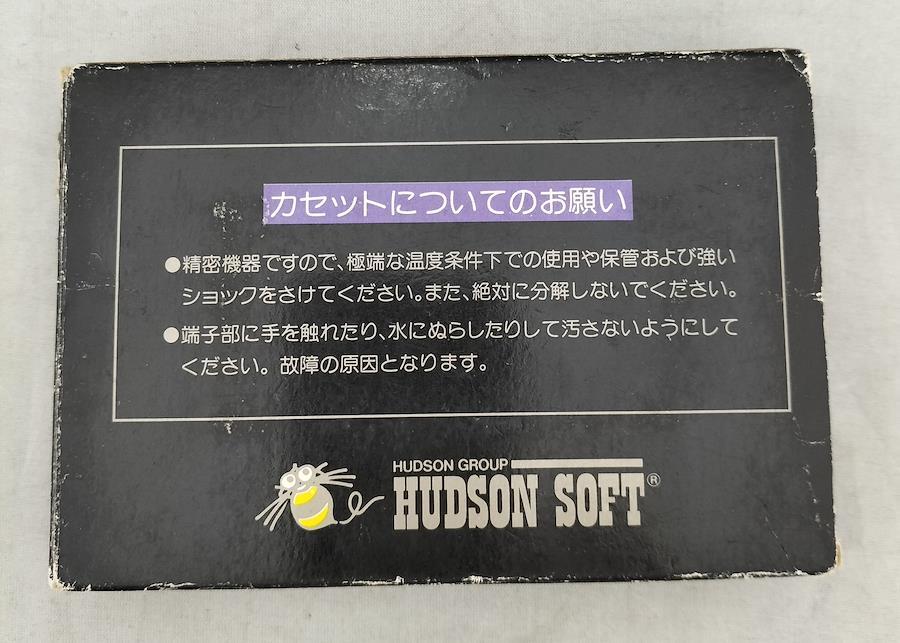 カセットについてのお願い
●精密機器ですので、極端な温度条件下での使用や保管および強い
ショックをさけてください。また、絶対に分解しないでください。
●端子部に手を触れたり、水にぬらしたりして汚さないようにして
ください。故障の原因となります。
HUDSON GROUP
HUDSON SOFT®